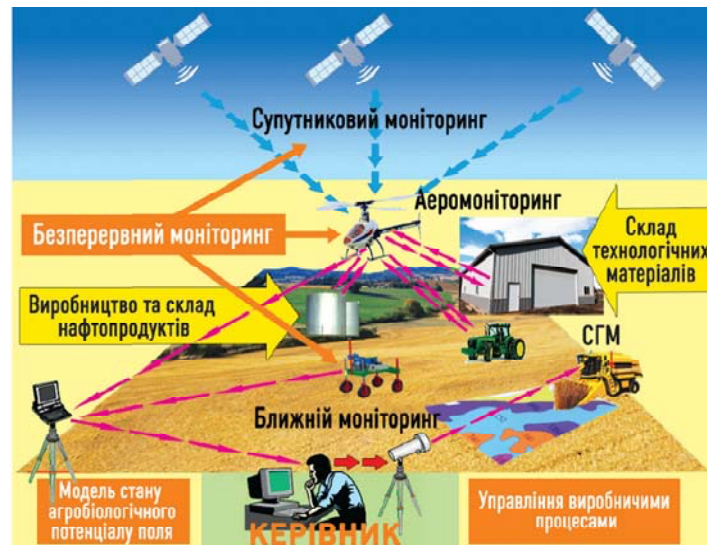 Супутниковий моніторинг
Аеромоніторинг
Безперервний моніторинг
Склад
технологічних
матеріалів
Виробництво та склад
нафтопродуктів
СГМ
Ближній моніторинг
Модель стану
агробіологічного
потенціалу поля
КЕРІВНИК
Управління виробничими
процесами